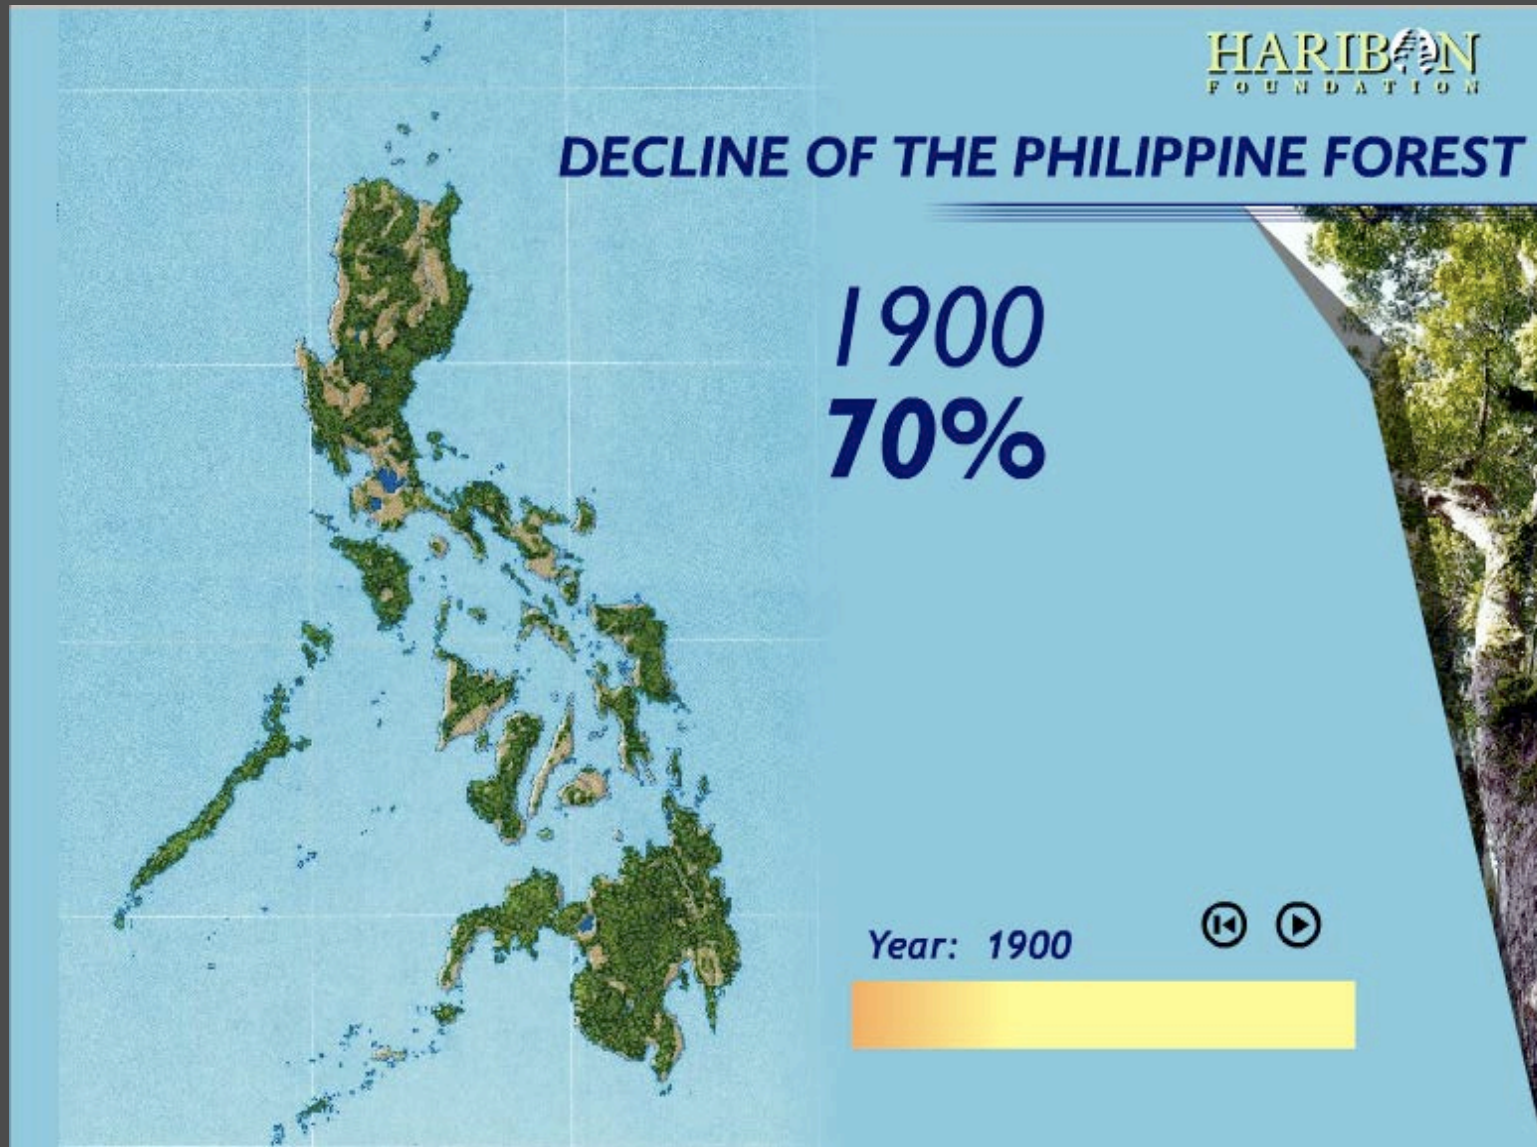 HARIBON
FOUNDATION
DECLINE OF THE PHILIPPINE FOREST
1900
70%
Year: 1900